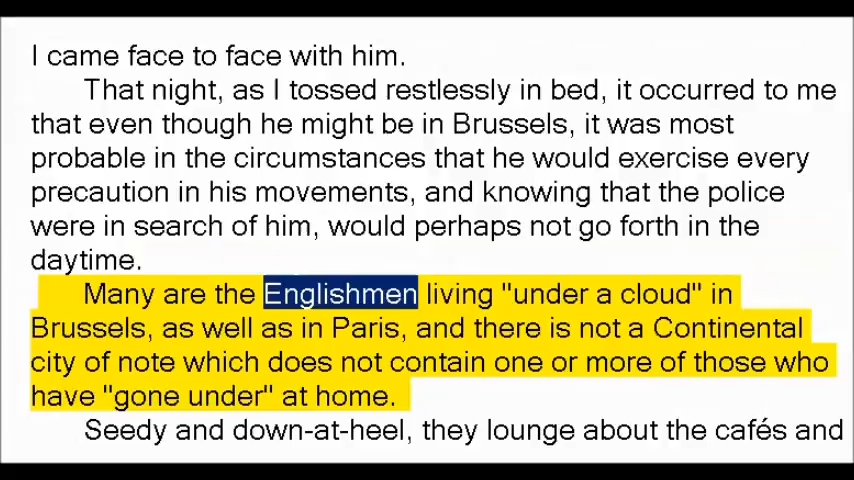 I came face to face with him.
That night, as I tossed restlessly in bed, it occurred to me
that even though he might be in Brussels, it was most
probable in the circumstances that he would exercise every
precaution in his movements, and knowing that the police
were in search of him, would perhaps not go forth in the
daytime.
Many are the Englishmen living "under a cloud" in
Brussels, as well as in Paris, and there is not a Continental
city of note which does not contain one or more of those who
have "gone under" at home.
Seedy and down-at-heel, they lounge about the cafés and